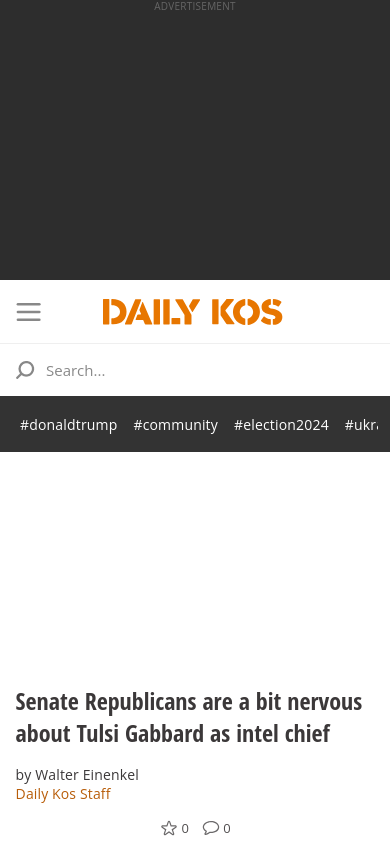 ADVERTISEMENT
DAILY KOS
Search...
#donaldtrump #community #election2024 #ukra
Senate Republicans are a bit nervous
about Tulsi Gabbard as intel chief
by Walter Einenkel
Daily Kos Staff
0 0